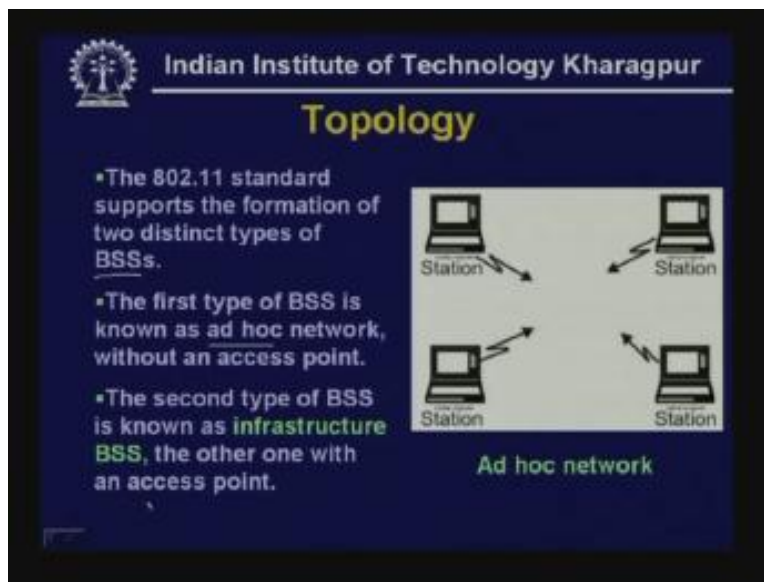 Indian Institute of Technology Kharagpur
Topology
▪The 802.11 standard
supports the formation of
two distinct types of
BSSs.
▪The first type of BSS is
known as ad hoc network,
without an access point.
▪The second type of BSS
is known as infrastructure
BSS, the other one with
an access point.
Station
Station
Station
Station
Ad hoc network